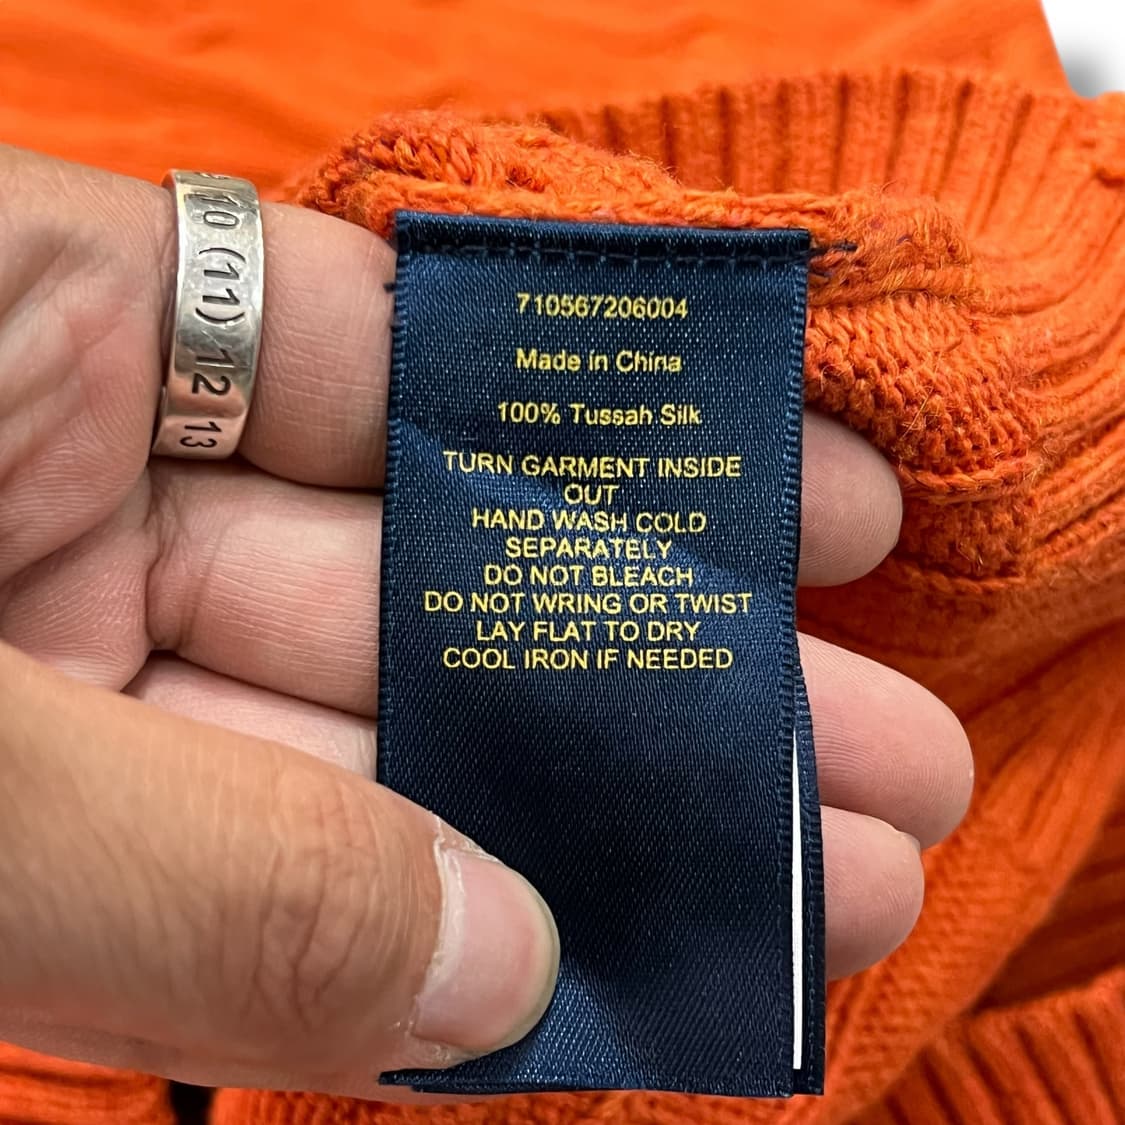 10 (11) 12 13
710567206004
Made in China
100% Tussah Silk
TURN GARMENT INSIDE
OUT
HAND WASH COLD
SEPARATELY
DO NOT BLEACH
DO NOT WRING OR TWIST
LAY FLAT TO DRY
COOL IRON IF NEEDED